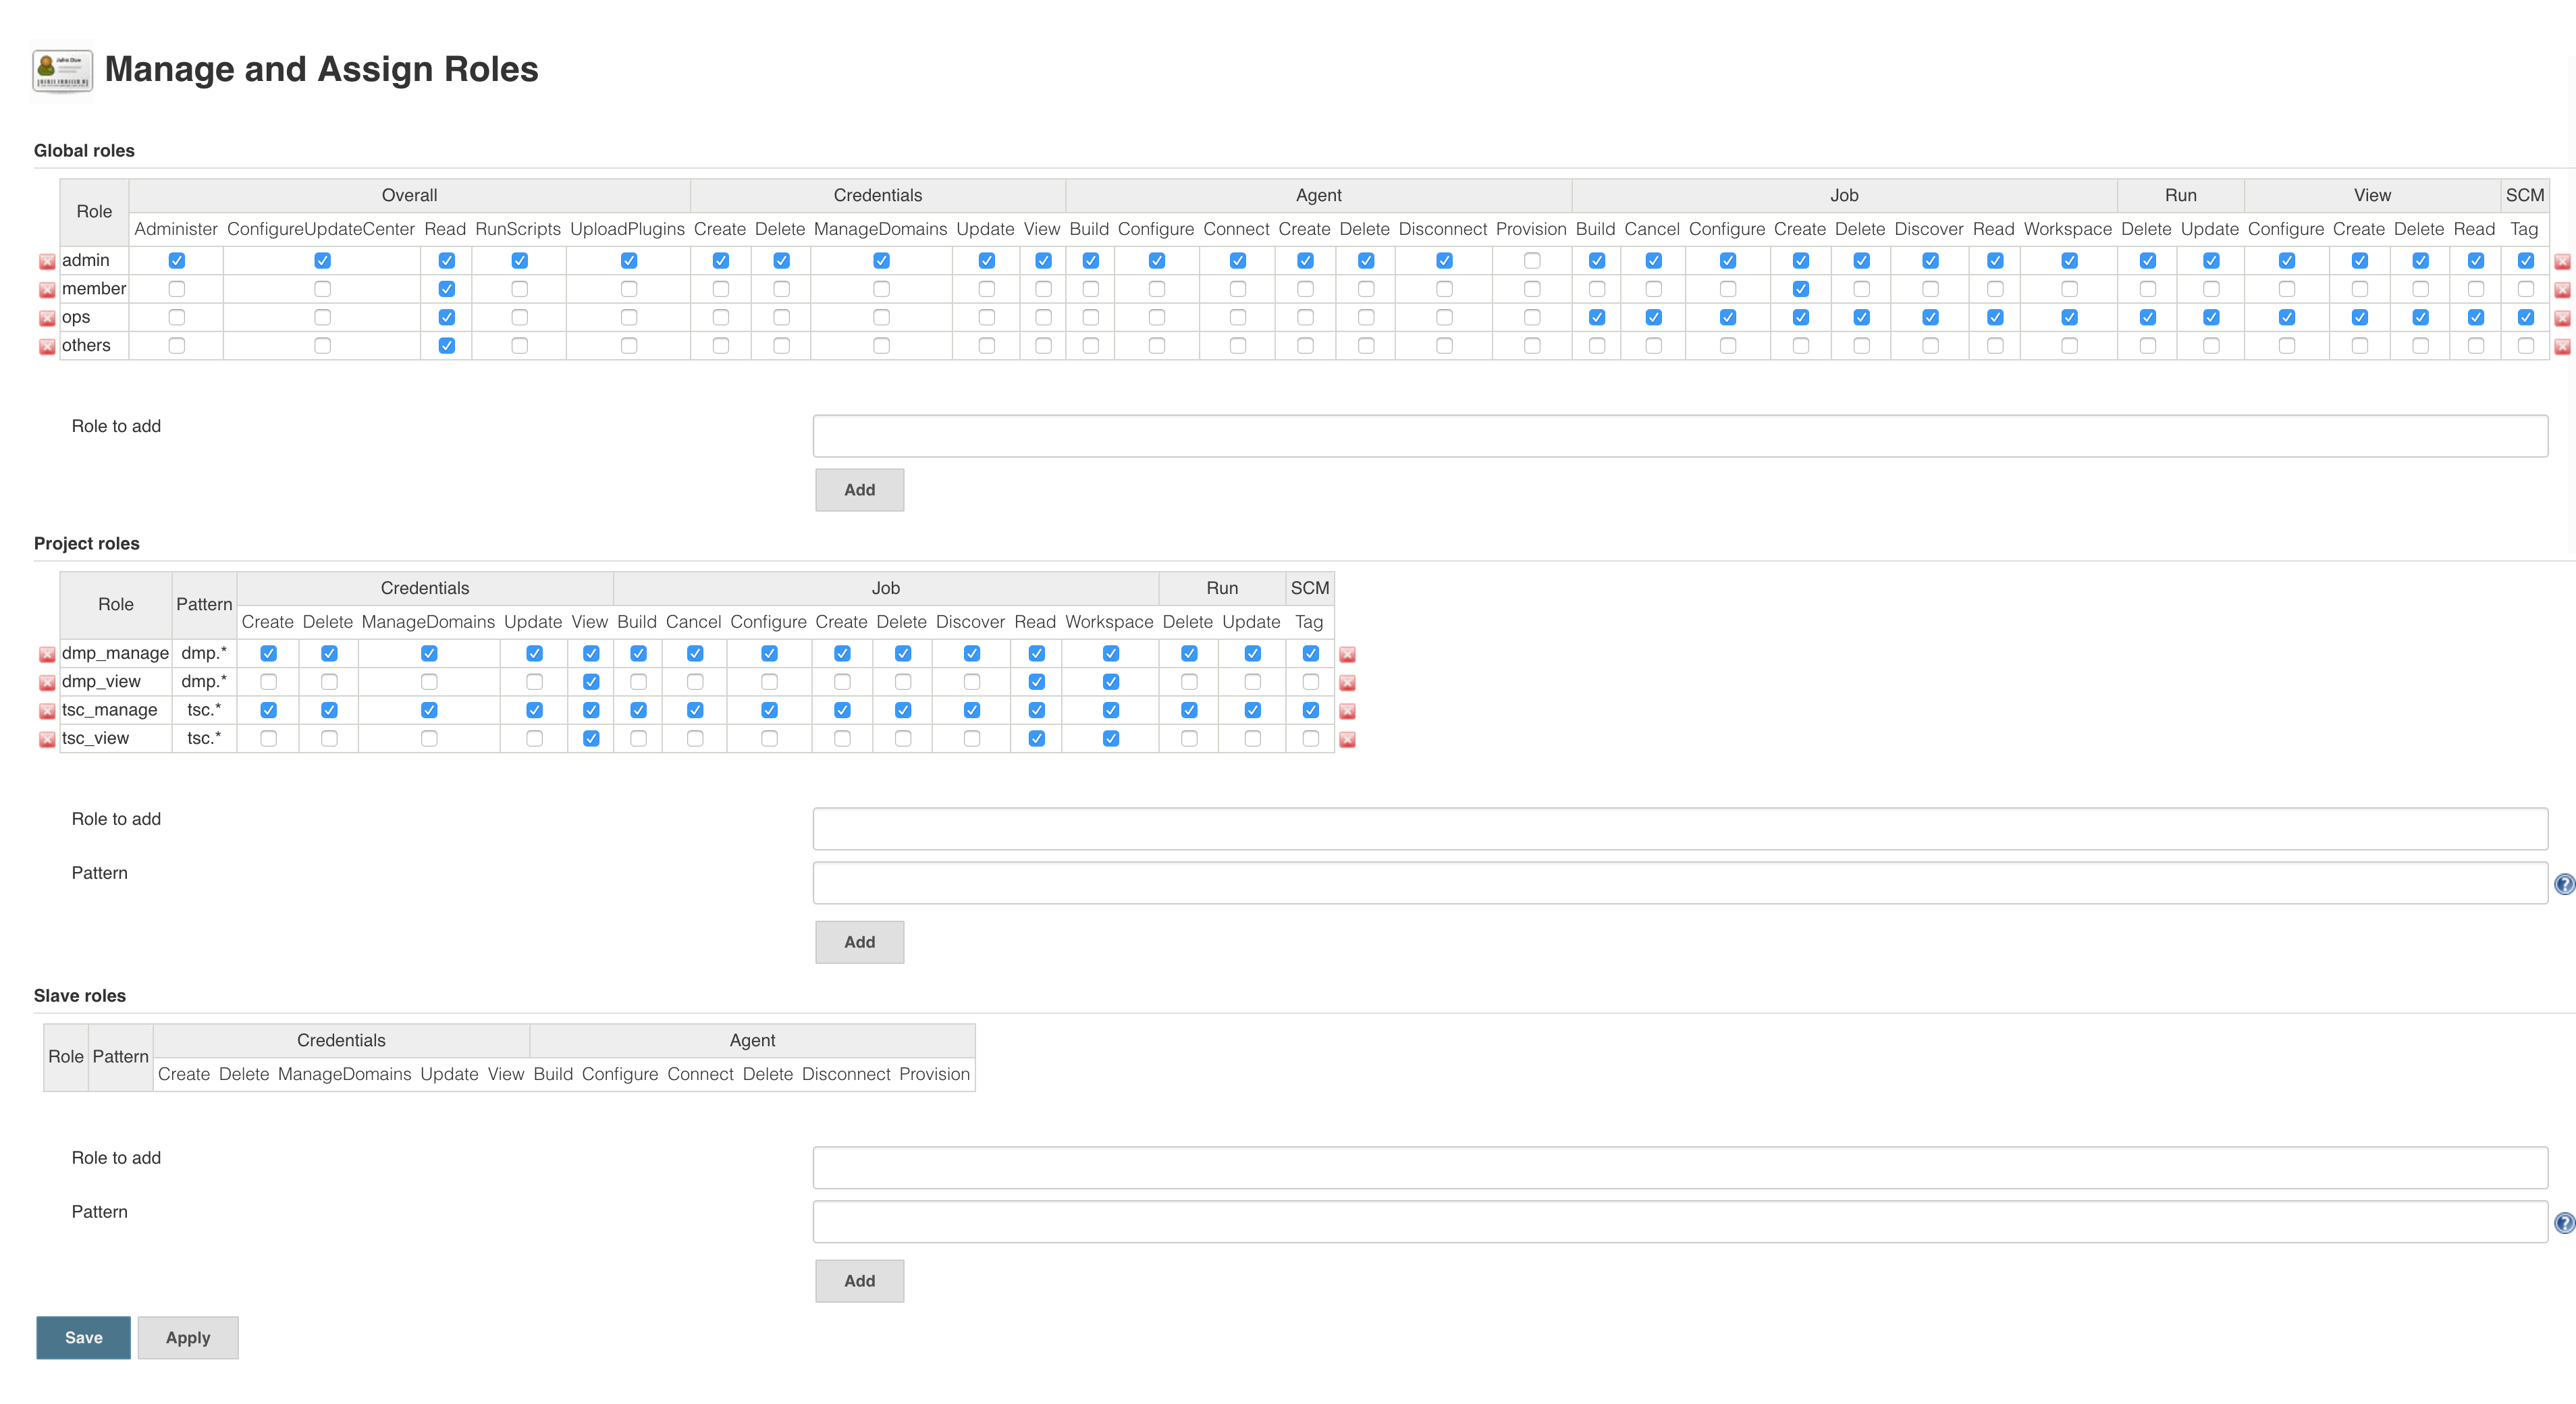 Manage and Assign Roles
Global roles
Role Overall Credentials Agent Job Run View SCM
Administer ConfigureUpdateCenter Read RunScripts UploadPlugins Create Delete ManageDomains Update View Build Configure Connect Create Delete Disconnect Provision Build Cancel Configure Create Delete Discover Read Workspace Delete Update Configure Create Delete Read Tag
admin
member
ops
others
Role to add
Add
Project roles
Role Pattern Credentials Job Run SCM
Create Delete ManageDomains Update View Build Cancel Configure Create Delete Discover Read Workspace Delete Update Tag
dmp_manage dmp.*
dmp_view dmp.*
tsc_manage tsc.*
tsc_view tsc.*
Role to add
Pattern
?
Add
Slave roles
Role Pattern Credentials Agent
Create Delete ManageDomains Update View Build Configure Connect Delete Disconnect Provision
Role to add
Pattern
?
Add
Save Apply